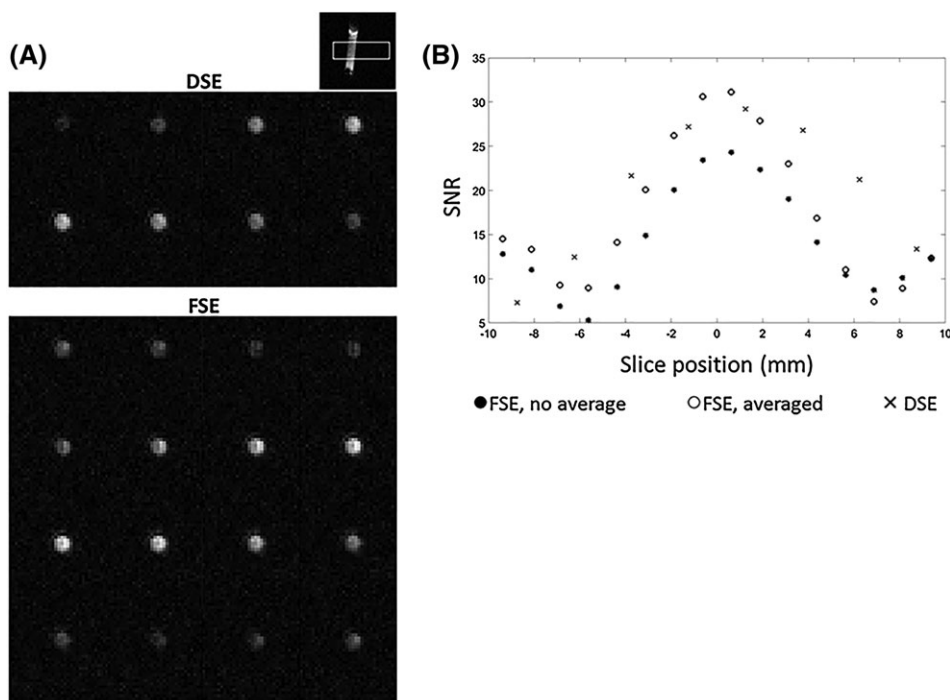 (A)
DSE
FSE
(B)
SNR
35
30
25
20
15
10
5
-10 -8 -6 -4 -2 0 2 4 6 8 10
Slice position (mm)
FSE, no average FSE, averaged DSE